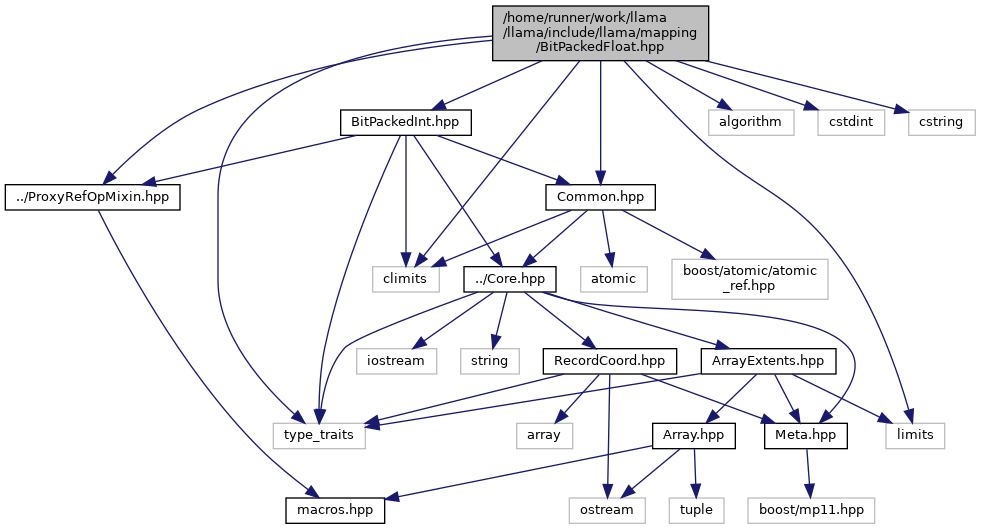 /home/runner/work/llama
/llama/include/llama/mapping
/BitPackedFloat.hpp
BitPackedInt.hpp
algorithm
cstdint
cstring
../ProxyRefOpMixin.hpp
Common.hpp
climits
../Core.hpp
atomic
boost/atomic/atomic
_ref.hpp
iostream
string
RecordCoord.hpp
ArrayExtents.hpp
type_traits
array
Array.hpp
Meta.hpp
limits
macros.hpp
ostream
tuple
boost/mp11.hpp